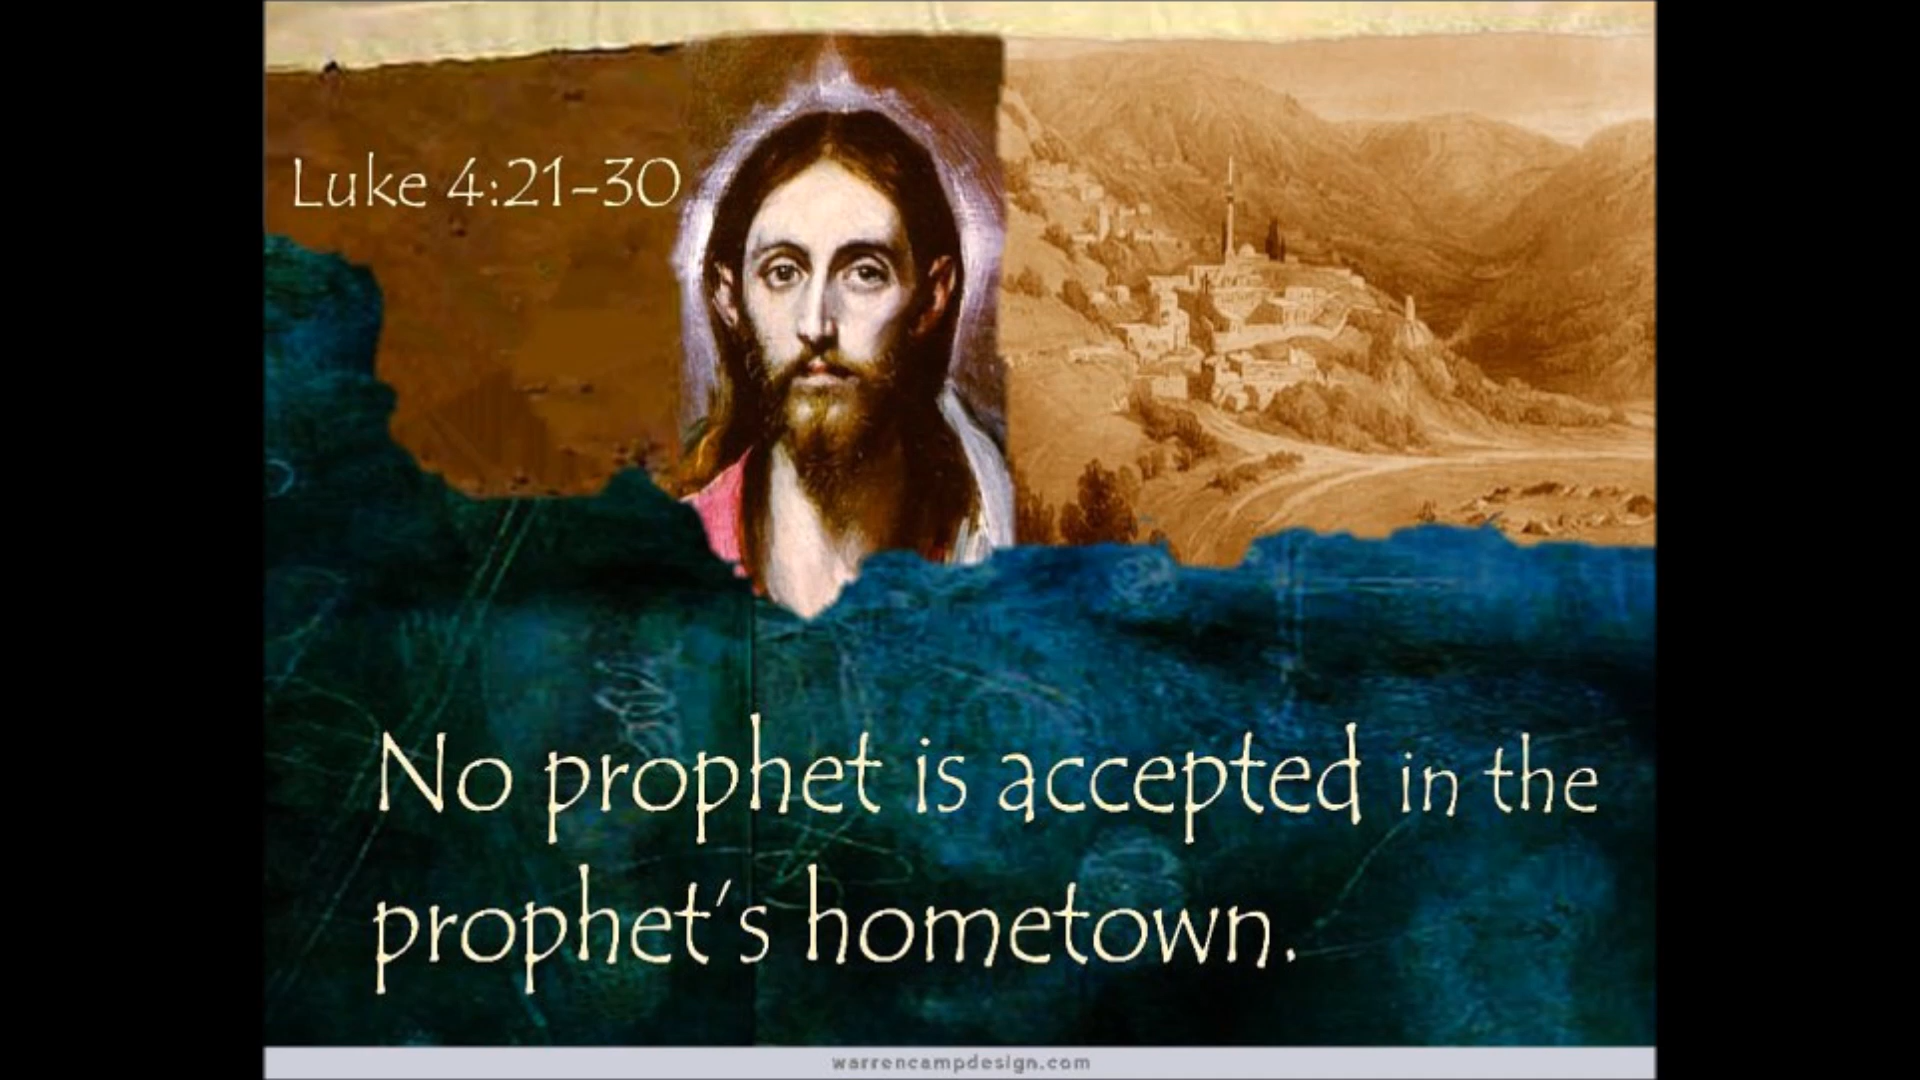 Luke 4:21-30
No prophet is accepted in the
prophet's hometown.
warrencampdesign.com